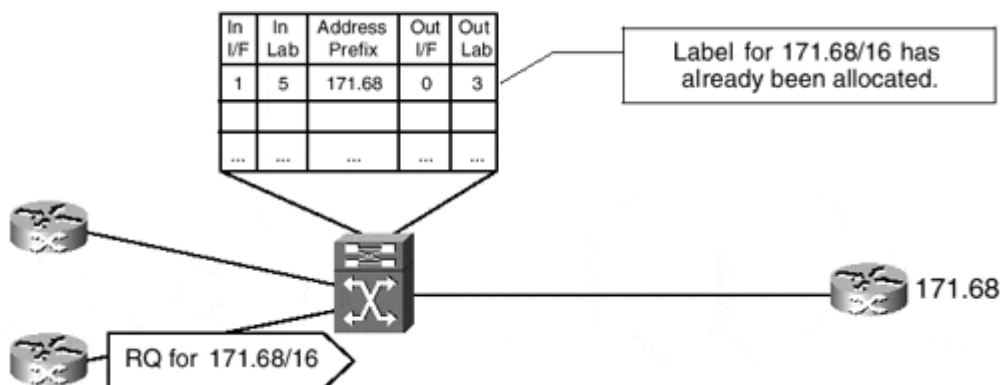 In In Address Out Out
I/F Lab Prefix I/F Lab
1 5 171.68 0 3
... ... ... ... ...
Label for 171.68/16 has
already been allocated.
171.68
RQ for 171.68/16